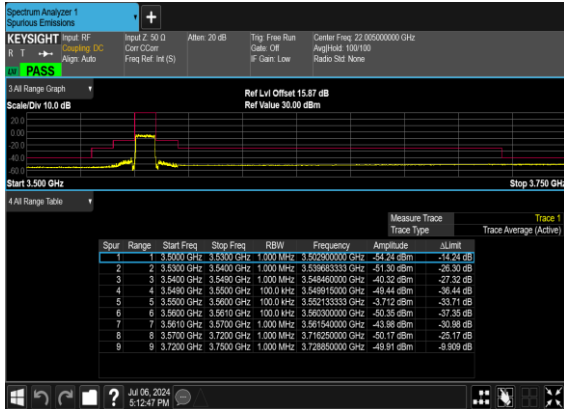 Spectrum Analyzer 1
Spurious Emissions
+
KEYSIGHT Input: RF Input Z: 50 Ω Atten: 20 dB Trig: Free Run Center Freq: 22.005000000 GHz
R T Coupling: DC Corr CCorr Gate: Off Avg|Hold: 100/100
Align: Auto Freq Ref: Int (S) IF Gain: Low Radio Std: None
PASS
3 All Range Graph
Ref Lvl Offset 15.87 dB
Scale/Div 10.0 dB Ref Value 30.00 dBm
20.0
0.00
-20.0
-40.0
-60.0
Start 3.500 GHz Stop 3.750 GHz
4 All Range Table
Measure Trace Trace 1
Trace Type Trace Average (Active)
Spur Range Start Freq Stop Freq RBW Frequency Amplitude ΔLimit
1 1 3.5000 GHz 3.5300 GHz 1.000 MHz 3.502900000 GHz -54.24 dBm -14.24 dB
2 2 3.5300 GHz 3.5400 GHz 1.000 MHz 3.539683333 GHz -51.30 dBm -26.30 dB
3 3 3.5400 GHz 3.5490 GHz 1.000 MHz 3.548460000 GHz -40.32 dBm -27.32 dB
4 4 3.5490 GHz 3.5500 GHz 100.0 kHz 3.549915000 GHz -49.44 dBm -36.44 dB
5 5 3.5500 GHz 3.5600 GHz 100.0 kHz 3.552133333 GHz -3.712 dBm -33.71 dB
6 6 3.5600 GHz 3.5610 GHz 100.0 kHz 3.560300000 GHz -50.35 dBm -37.35 dB
7 7 3.5610 GHz 3.5700 GHz 1.000 MHz 3.561540000 GHz -43.98 dBm -30.98 dB
8 8 3.5700 GHz 3.7200 GHz 1.000 MHz 3.716250000 GHz -50.17 dBm -25.17 dB
9 9 3.7200 GHz 3.7500 GHz 1.000 MHz 3.728850000 GHz -49.91 dBm -9.909 dB
? Jul 06, 2024
5:12:47 PM